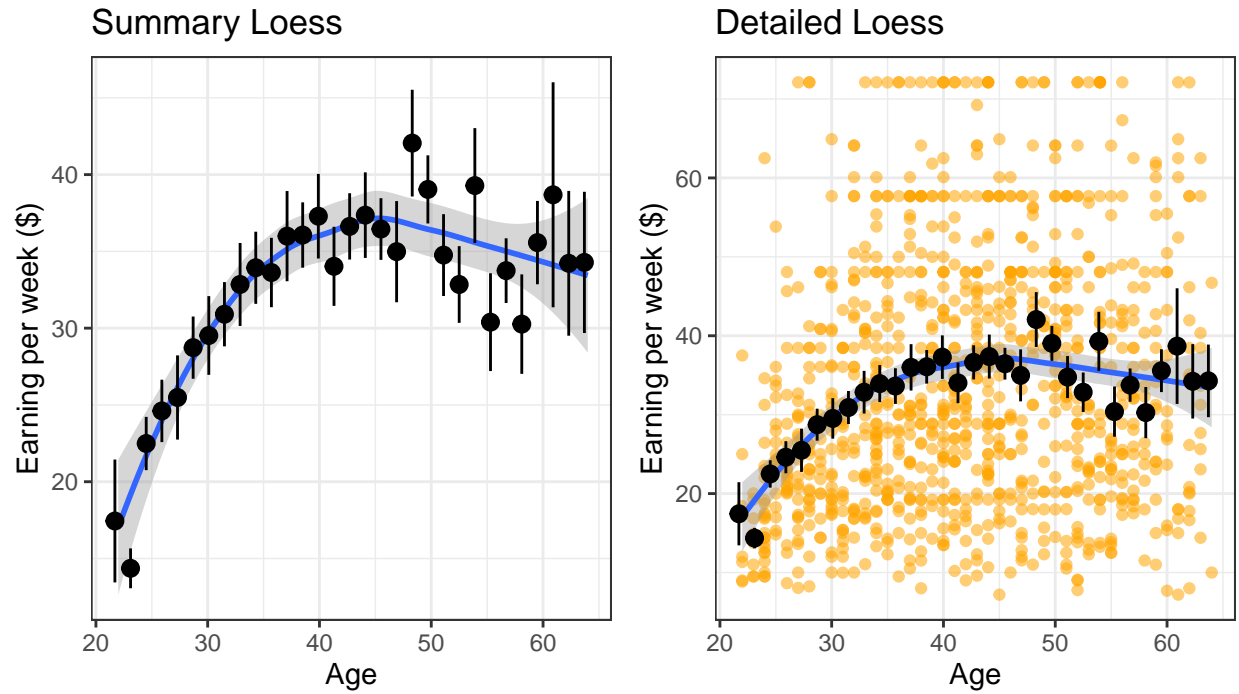 Summary Loess
Earning per week ($)
40
30
20
20 30 40 50 60
Age
Detailed Loess
Earning per week ($)
60
40
20
20 30 40 50 60
Age